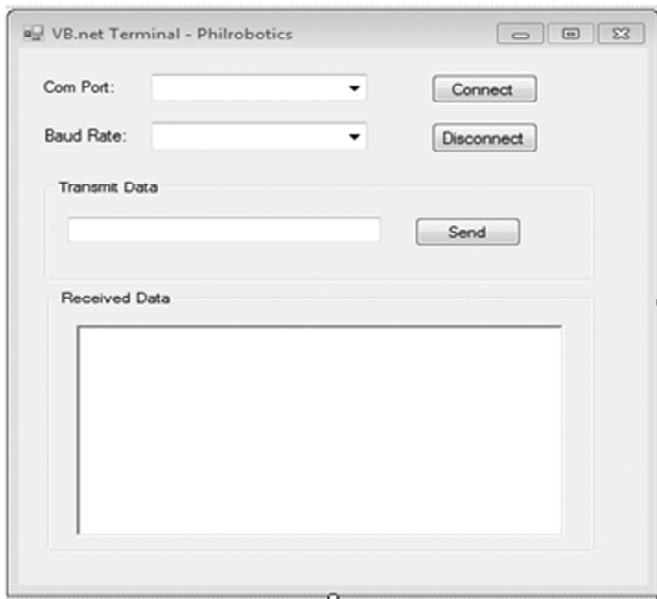 VB.net Terminal - Philrobotics
Com Port:
Connect
Baud Rate:
Disconnect
Transmit Data
Send
Received Data